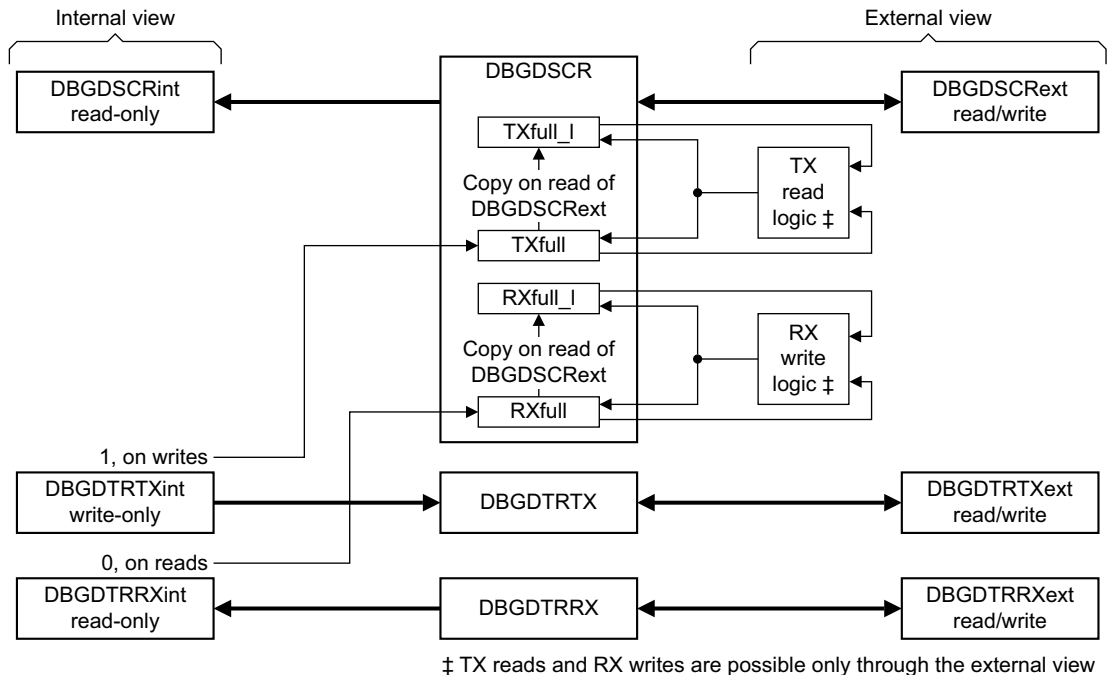 Internal view
External view
DBGDSCRint
read-only
DBGDSCR
DBGDSCRext
read/write
TXfull_l
Copy on read of
DBGDSCRext
TXfull
TX
read
logic ‡
RXfull_l
Copy on read of
DBGDSCRext
RXfull
RX
write
logic ‡
1, on writes
DBGDTRTXint
write-only
DBGDTRTX
DBGDTRTXext
read/write
0, on reads
DBGDTRRXint
read-only
DBGDTRRX
DBGDTRRXext
read/write
‡ TX reads and RX writes are possible only through the external view